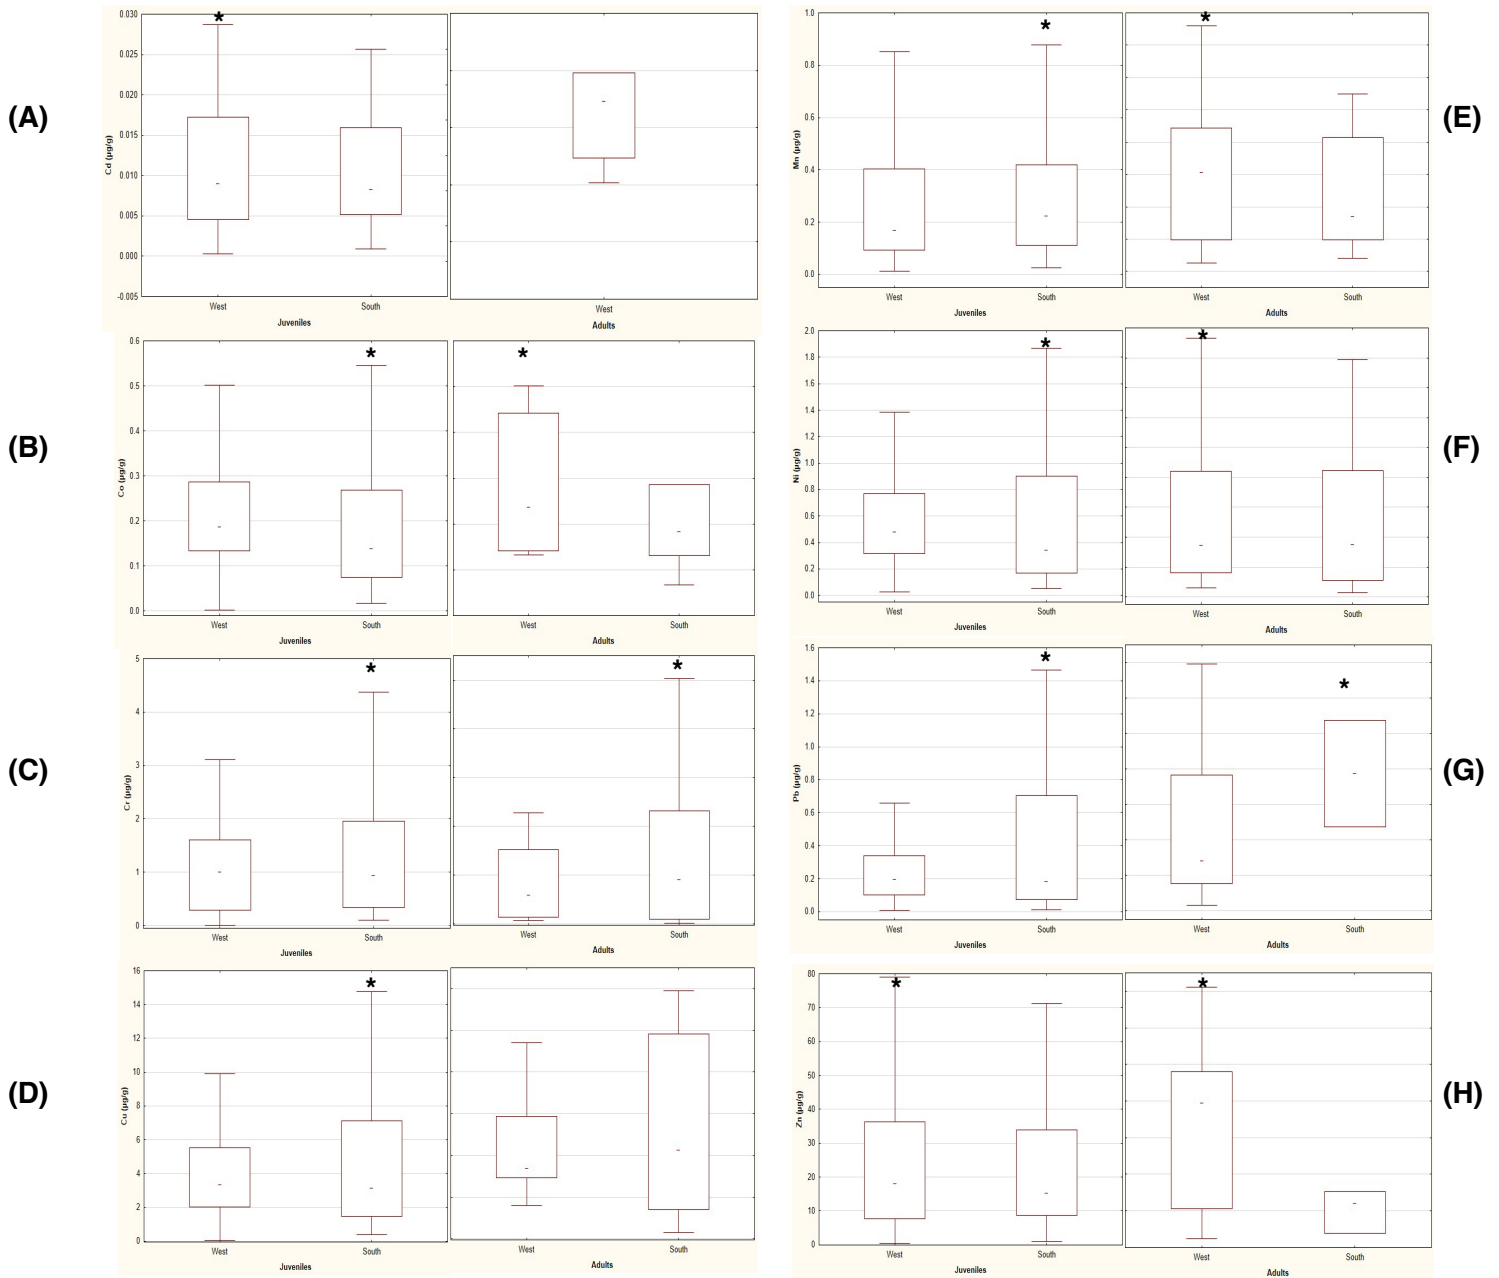 (A)
Cd (µg/g)
0.030
0.025
0.020
0.015
0.010
0.005
0.000
-0.005
*
West
South
Juveniles
West
Adults
(B)
Co (µg/g)
0.6
0.5
0.4
0.3
0.2
0.1
0.0
*
*
West
South
Juveniles
West
South
Adults
(C)
Cr (µg/g)
5
4
3
2
1
0
*
*
West
South
Juveniles
West
South
Adults
(D)
Cu (µg/g)
16
14
12
10
8
6
4
2
0
*
West
South
Juveniles
West
South
Adults
(E)
Mn (µg/g)
1.0
0.8
0.6
0.4
0.2
0.0
*
*
West
South
Juveniles
West
South
Adults
(F)
Ni (µg/g)
2.0
1.8
1.6
1.4
1.2
1.0
0.8
0.6
0.4
0.2
0.0
*
*
West
South
Juveniles
West
South
Adults
(G)
Pb (µg/g)
1.6
1.4
1.2
1.0
0.8
0.6
0.4
0.2
0.0
*
*
West
South
Juveniles
West
South
Adults
(H)
Zn (µg/g)
80
70
60
50
40
30
20
10
0
*
*
West
South
Juveniles
West
South
Adults